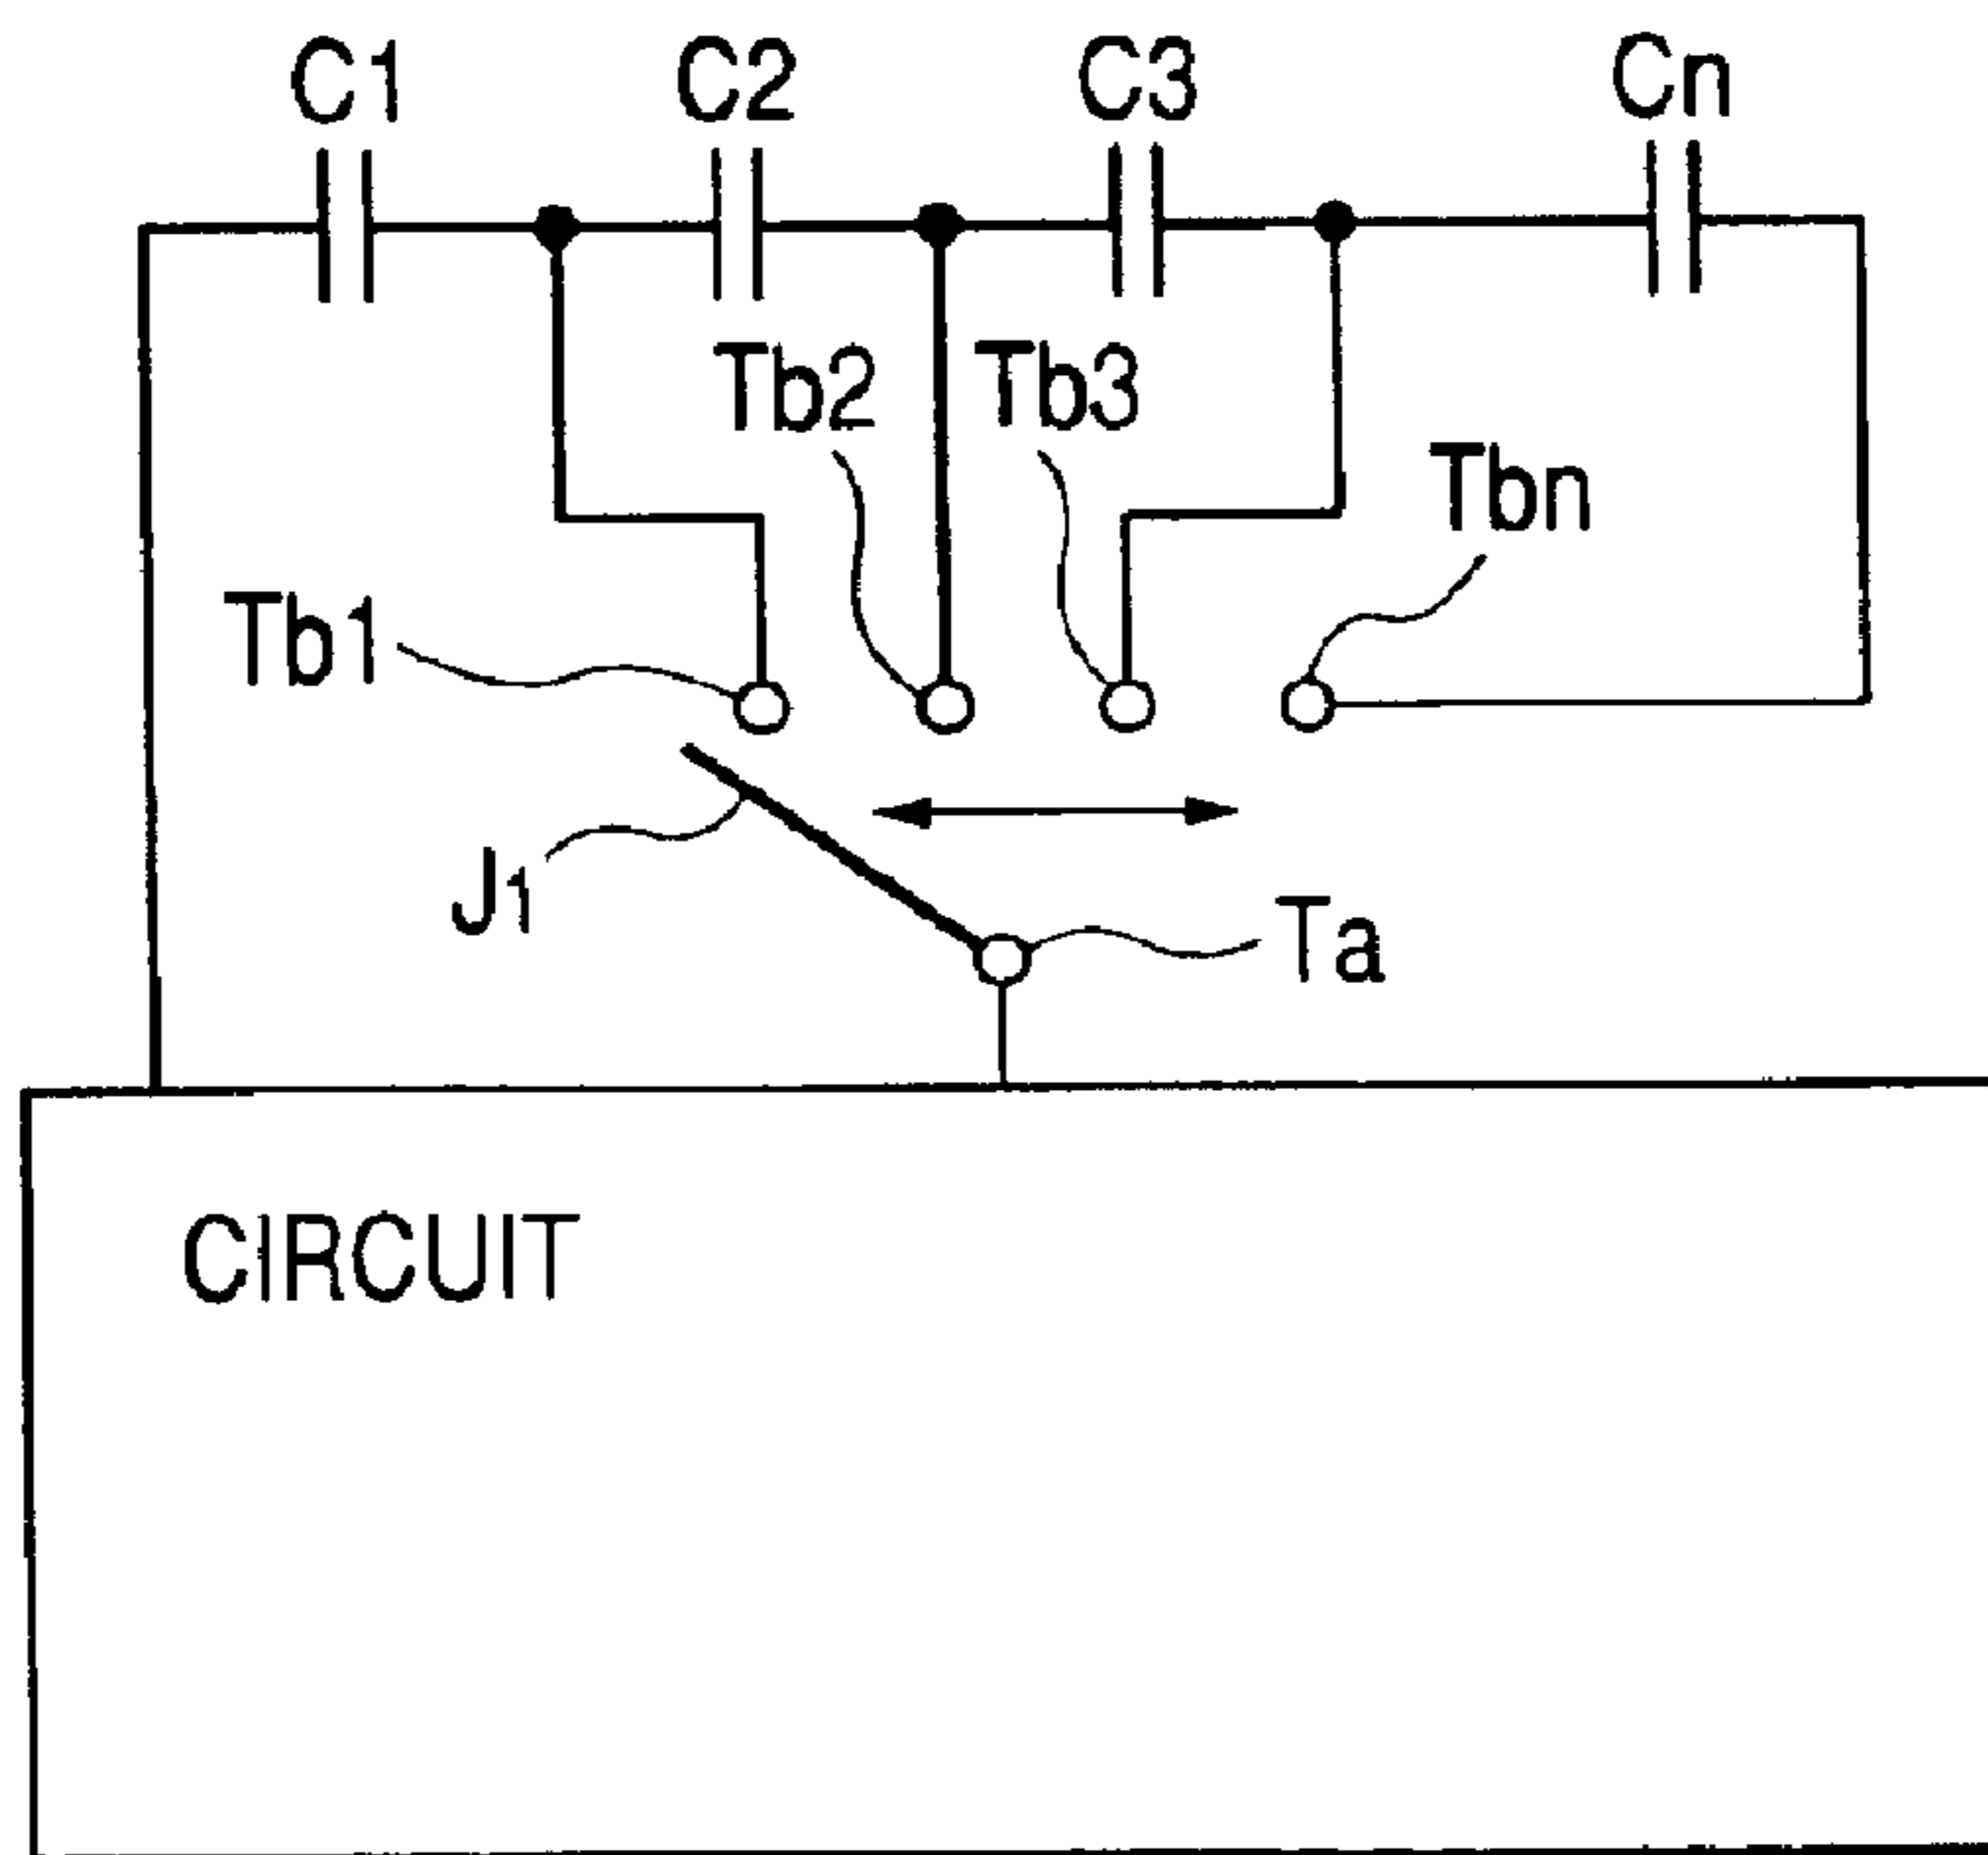 C1 C2 C3 Cn
Tb2 Tb3
Tbn
Tb1
J1
Ta
CIRCUIT